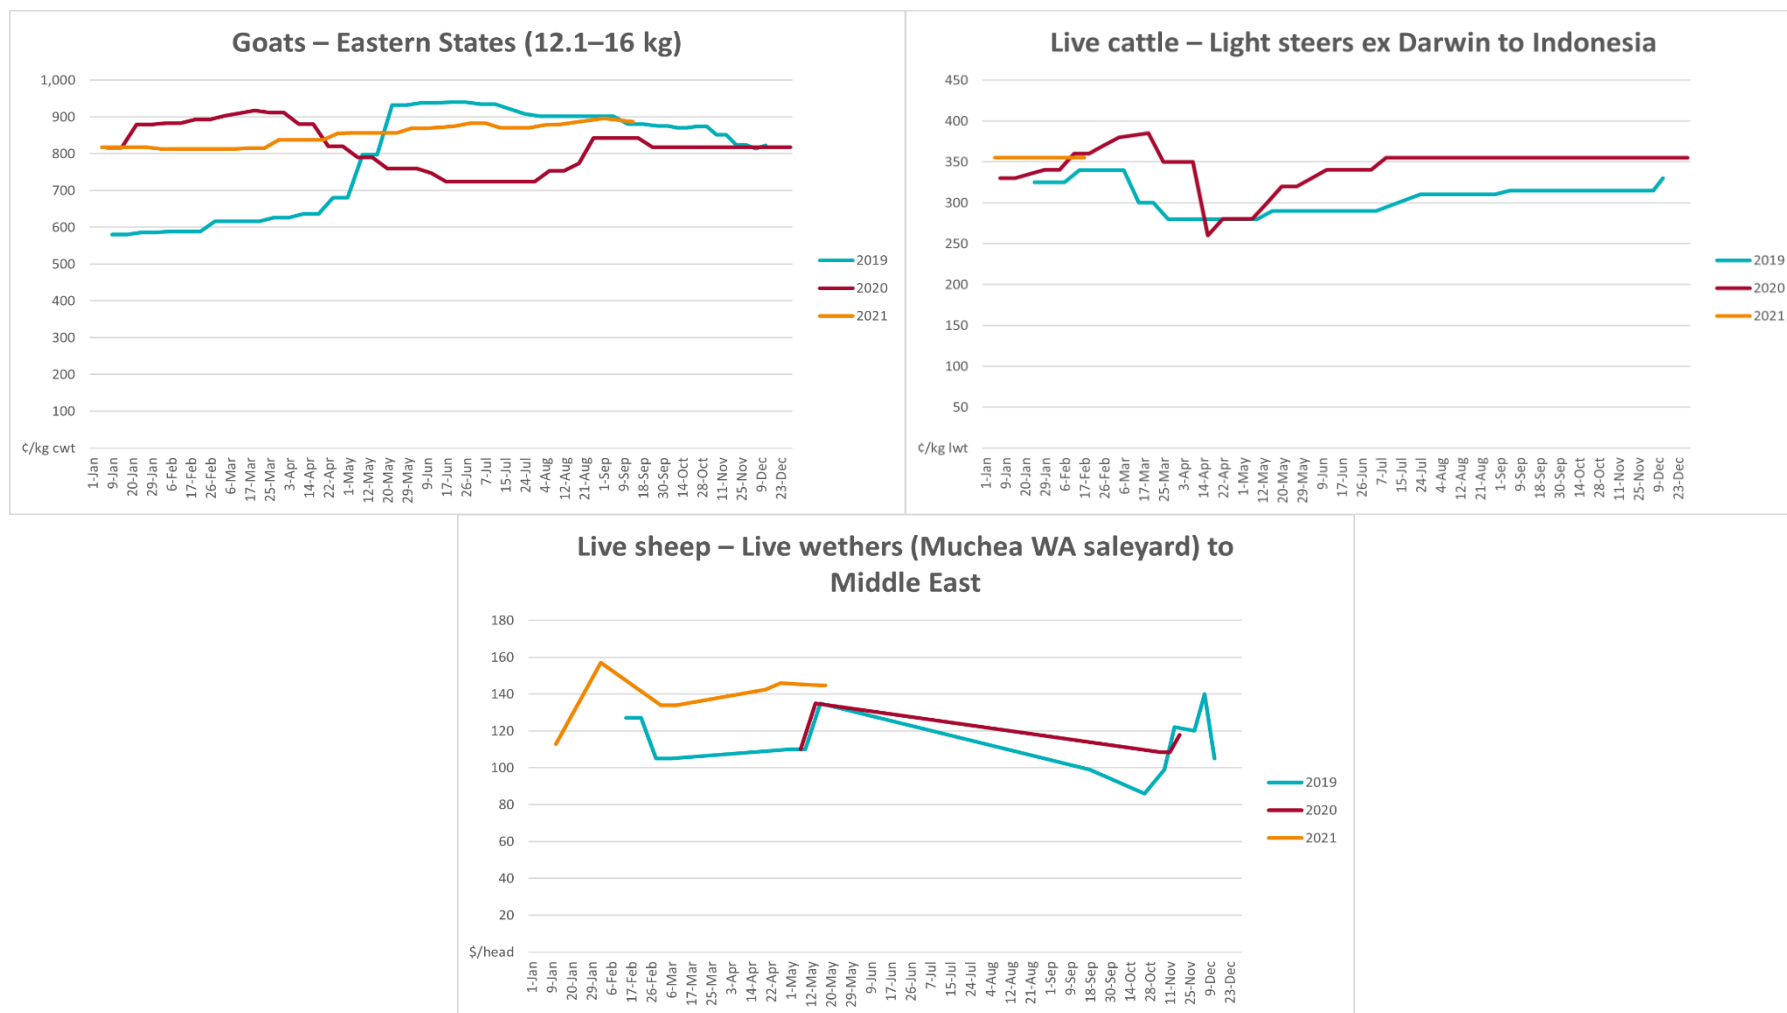 Goats – Eastern States (12.1–16 kg)
1,000
900
800
700
600
500
400
300
200
100
¢/kg cwt
1-Jan
9-Jan
20-Jan
29-Jan
6-Feb
17-Feb
26-Feb
6-Mar
17-Mar
25-Mar
3-Apr
14-Apr
22-Apr
1-May
12-May
20-May
29-May
9-Jun
17-Jun
26-Jun
7-Jul
15-Jul
24-Jul
4-Aug
12-Aug
21-Aug
1-Sep
9-Sep
18-Sep
30-Sep
14-Oct
28-Oct
11-Nov
25-Nov
9-Dec
23-Dec
2019
2020
2021
Live cattle – Light steers ex Darwin to Indonesia
450
400
350
300
250
200
150
100
50
¢/kg lwt
1-Jan
9-Jan
20-Jan
29-Jan
6-Feb
17-Feb
26-Feb
6-Mar
25-Mar
3-Apr
14-Apr
22-Apr
1-May
12-May
20-May
29-May
9-Jun
17-Jun
26-Jun
7-Jul
15-Jul
24-Jul
4-Aug
12-Aug
21-Aug
1-Sep
9-Sep
18-Sep
30-Sep
14-Oct
28-Oct
11-Nov
25-Nov
9-Dec
23-Dec
2019
2020
2021
Live sheep – Live wethers (Muchea WA saleyard) to
Middle East
180
160
140
120
100
80
60
40
20
$/head
1-Jan
9-Jan
20-Jan
29-Jan
6-Feb
17-Feb
26-Feb
6-Mar
17-Mar
25-Mar
3-Apr
14-Apr
22-Apr
1-May
12-May
20-May
29-May
9-Jun
17-Jun
26-Jun
7-Jul
15-Jul
24-Jul
4-Aug
12-Aug
21-Aug
1-Sep
9-Sep
18-Sep
30-Sep
14-Oct
28-Oct
11-Nov
25-Nov
9-Dec
23-Dec
2019
2020
2021